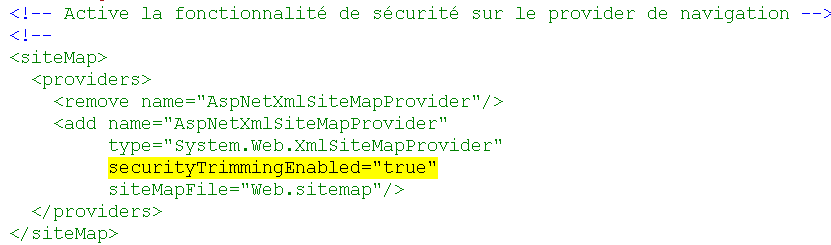 <!-- Active la fonctionnalité de sécurité sur le provider de navigation -->
<!--
<siteMap>
  <providers>
    <remove name="AspNetXmlSiteMapProvider"/>
    <add name="AspNetXmlSiteMapProvider"
         type="System.Web.XmlSiteMapProvider"
         securityTrimmingEnabled="true"
         siteMapFile="Web.sitemap"/>
  </providers>
</siteMap>